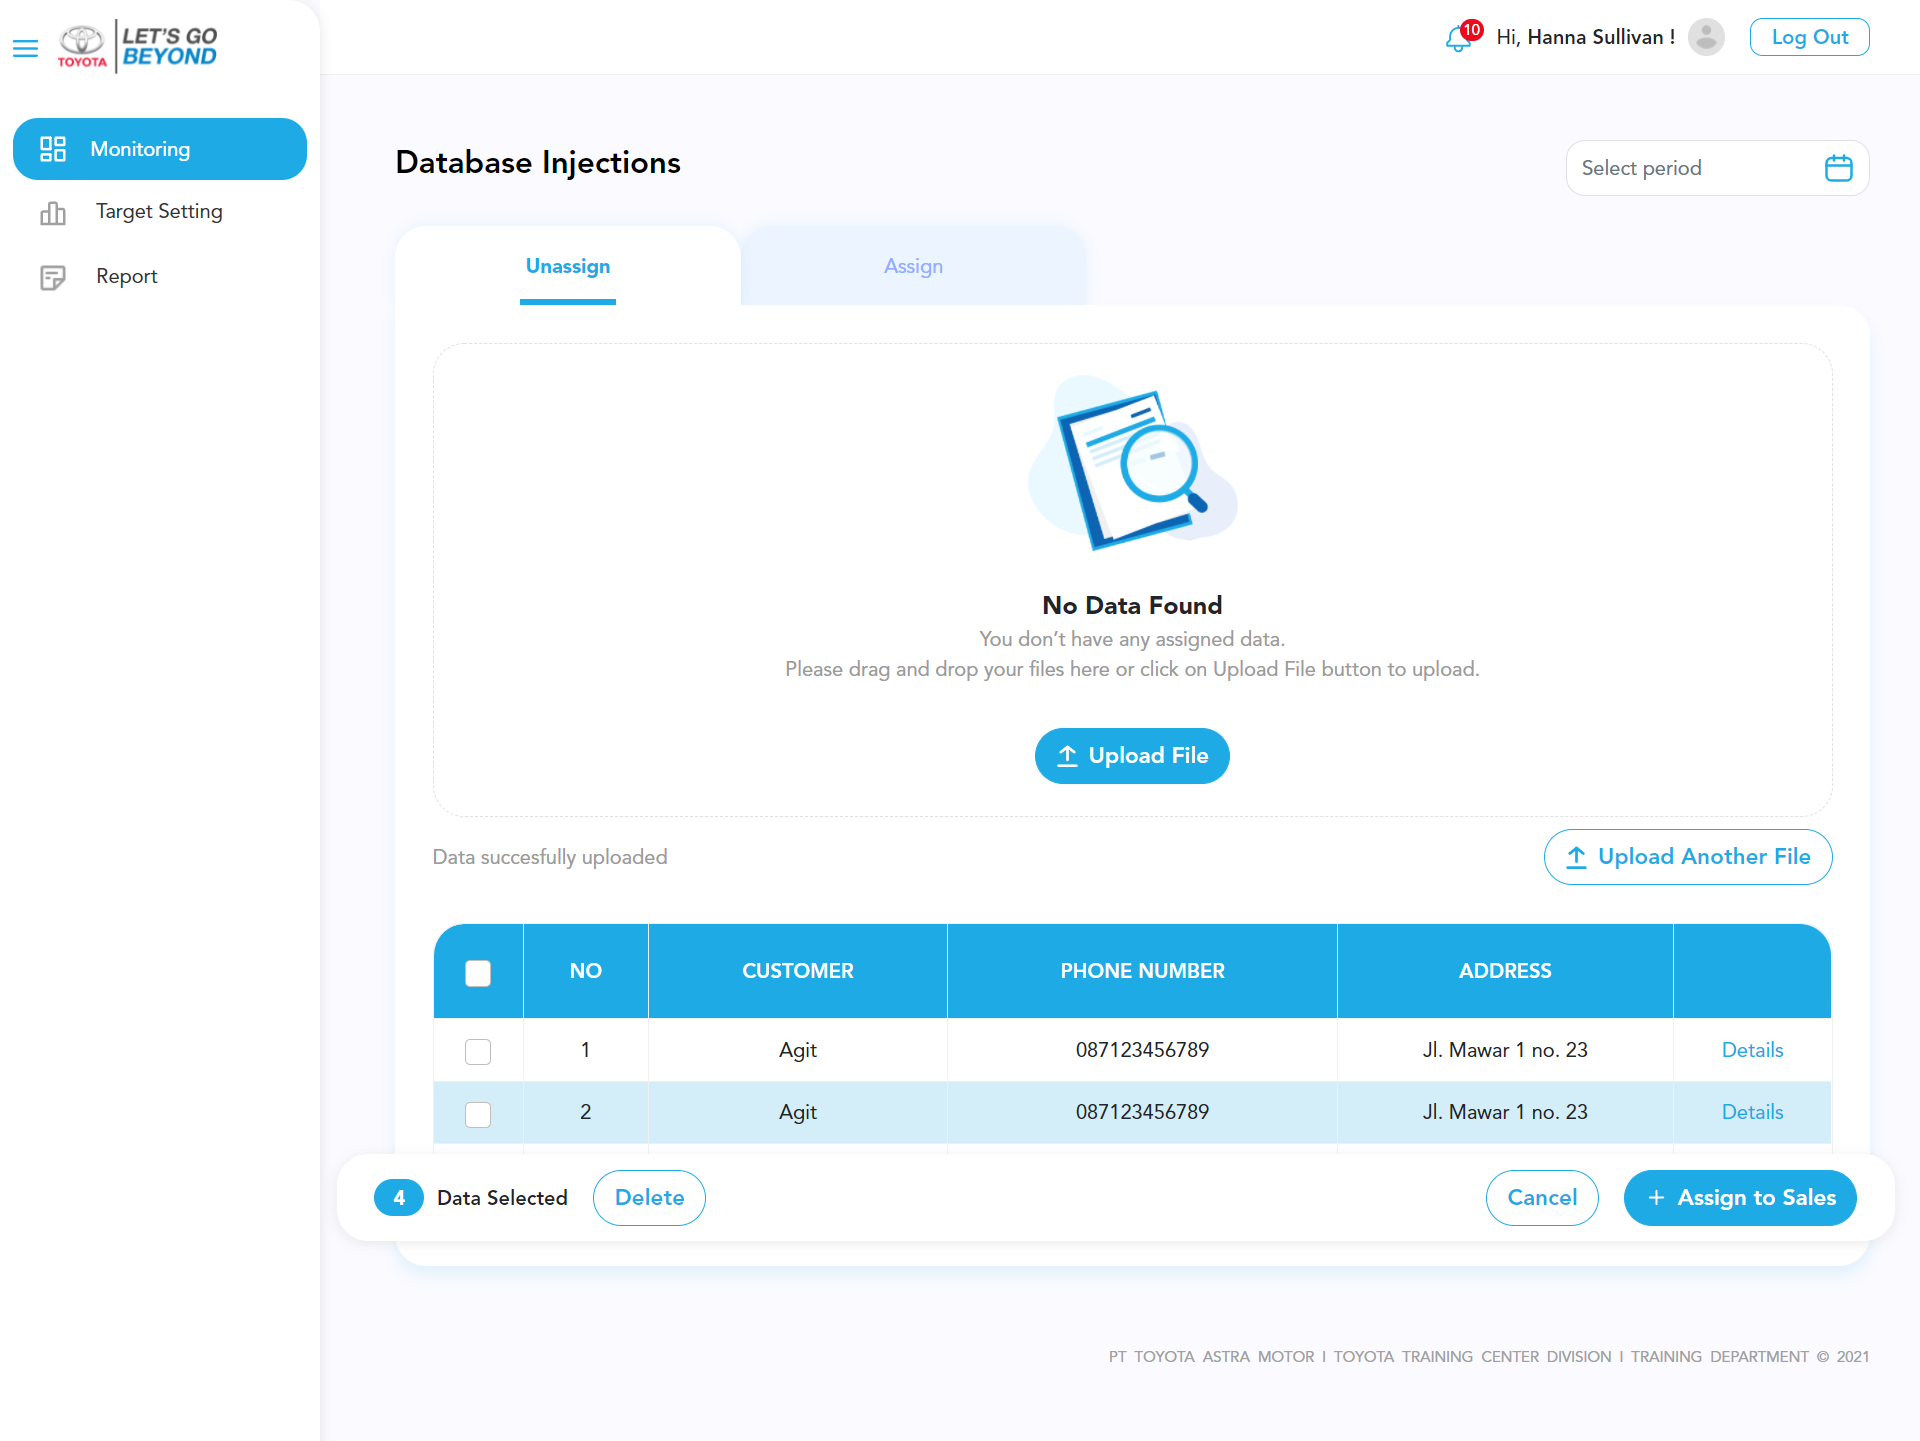 TOYOTA
LET'S GO
BEYOND
10
Hi, Hanna Sullivan !
Log Out
Monitoring
Target Setting
Report
Database Injections
Select period
Unassign
Assign
No Data Found
You don’t have any assigned data.
Please drag and drop your files here or click on Upload File button to upload.
Upload File
Data succesfully uploaded
Upload Another File
NO CUSTOMER PHONE NUMBER ADDRESS
1 Agit 087123456789 Jl. Mawar 1 no. 23 Details
2 Agit 087123456789 Jl. Mawar 1 no. 23 Details
4 Data Selected Delete Cancel + Assign to Sales
PT TOYOTA ASTRA MOTOR I TOYOTA TRAINING CENTER DIVISION I TRAINING DEPARTMENT © 2021